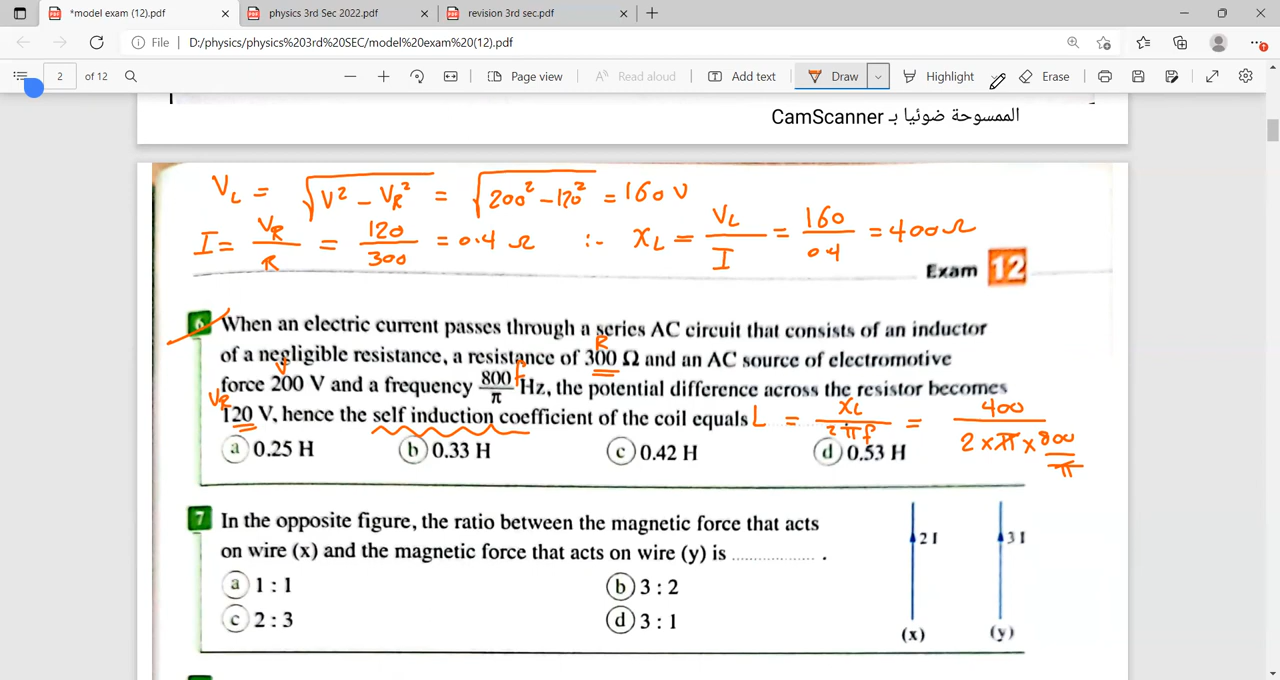 *model exam (12).pdf
physics 3rd Sec 2022.pdf
revision 3rd sec.pdf
File D:/physics/physics%203rd%20SEC/model%20exam%20(12).pdf
2 of 12
Page view
Read aloud
Add text
Draw
Highlight
Erase
الممسوحة ضوئيا بـ CamScanner
VL = √V² - VR² = √200² - 120² = 160 V
I = VR/R = 120/300 = 0.4 Ω ∴ XL = VL/I = 160/0.4 = 400 Ω
Exam 12
6 When an electric current passes through a series AC circuit that consists of an inductor
R
of a negligible resistance, a resistance of 300 Ω and an AC source of electromotive
V f
force 200 V and a frequency 800/π Hz, the potential difference across the resistor becomes
VR
120 V, hence the self induction coefficient of the coil equals L = XL/2πf = 400/2×π×800/π
a 0.25 H b 0.33 H c 0.42 H d 0.53 H
7 In the opposite figure, the ratio between the magnetic force that acts
on wire (x) and the magnetic force that acts on wire (y) is .............. .
a 1 : 1 b 3 : 2
c 2 : 3 d 3 : 1
2 I 3 I
(x) (y)